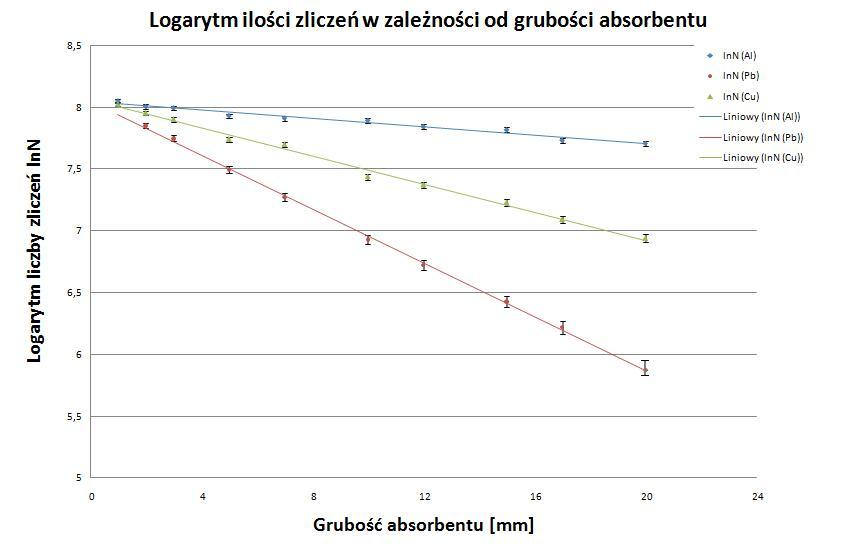 Logarytm ilości zliczeń w zależności od grubości absorbentu
8,5
8
7,5
7
6,5
6
5,5
5
Logarytm liczby zliczeń lnN
0 4 8 12 16 20 24
Grubość absorbentu [mm]
lnN (Al)
lnN (Pb)
lnN (Cu)
Liniowy (lnN (Al))
Liniowy (lnN (Pb))
Liniowy (lnN (Cu))